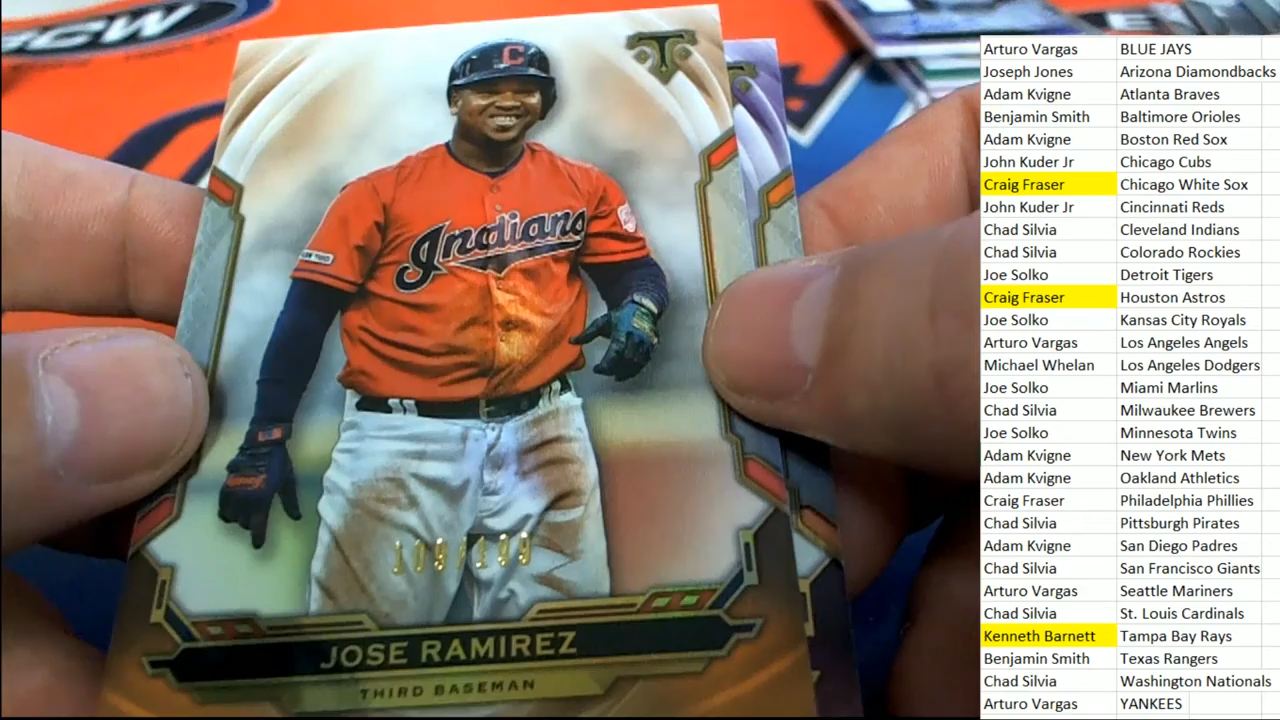 SCW
C
Indians
109/199
JOSE RAMIREZ
THIRD BASEMAN
Arturo Vargas BLUE JAYS
Joseph Jones Arizona Diamondbacks
Adam Kvigne Atlanta Braves
Benjamin Smith Baltimore Orioles
Adam Kvigne Boston Red Sox
John Kuder Jr Chicago Cubs
Craig Fraser Chicago White Sox
John Kuder Jr Cincinnati Reds
Chad Silvia Cleveland Indians
Chad Silvia Colorado Rockies
Joe Solko Detroit Tigers
Craig Fraser Houston Astros
Joe Solko Kansas City Royals
Arturo Vargas Los Angeles Angels
Michael Whelan Los Angeles Dodgers
Joe Solko Miami Marlins
Chad Silvia Milwaukee Brewers
Joe Solko Minnesota Twins
Adam Kvigne New York Mets
Adam Kvigne Oakland Athletics
Craig Fraser Philadelphia Phillies
Chad Silvia Pittsburgh Pirates
Adam Kvigne San Diego Padres
Chad Silvia San Francisco Giants
Arturo Vargas Seattle Mariners
Chad Silvia St. Louis Cardinals
Kenneth Barnett Tampa Bay Rays
Benjamin Smith Texas Rangers
Chad Silvia Washington Nationals
Arturo Vargas YANKEES